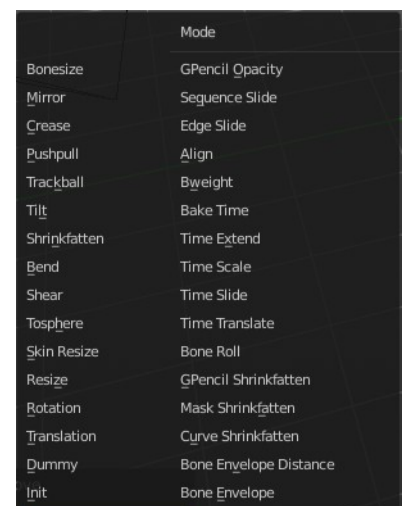 Mode
Bonesize GPencil Opacity
Mirror Sequence Slide
Crease Edge Slide
Pushpull Align
Trackball Bweight
Tilt Bake Time
Shrinkfatten Time Extend
Bend Time Scale
Shear Time Slide
Tosphere Time Translate
Skin Resize Bone Roll
Resize GPencil Shrinkfatten
Rotation Mask Shrinkfatten
Translation Curve Shrinkfatten
Dummy Bone Envelope Distance
Init Bone Envelope